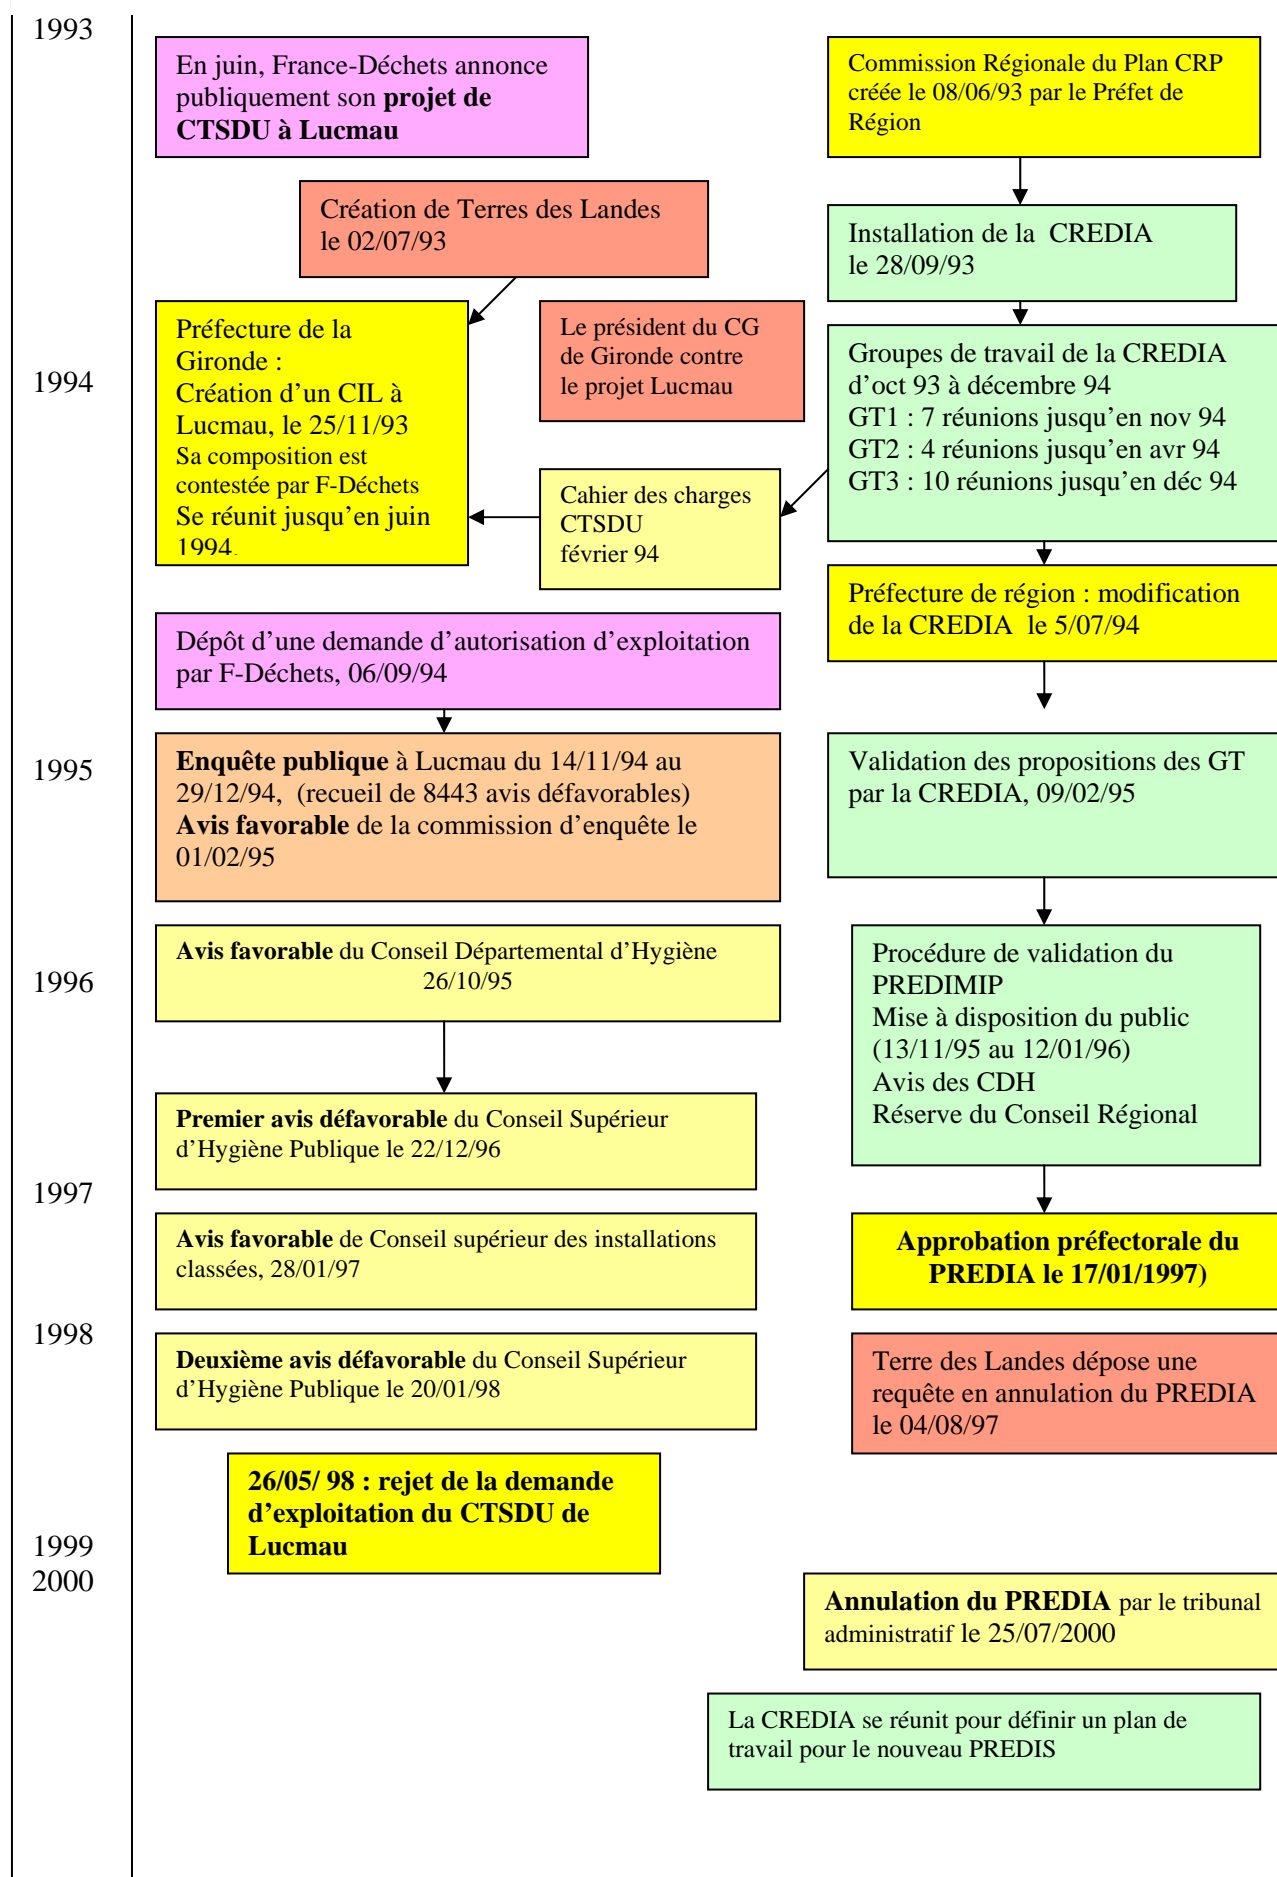 1993
En juin, France-Déchets annonce
publiquement son projet de
CTSDU à Lucmau
Commission Régionale du Plan CRP
créée le 08/06/93 par le Préfet de
Région
Création de Terres des Landes
le 02/07/93
Installation de la  CREDIA
le 28/09/93
1994
Préfecture de la
Gironde :
Création d’un CIL à
Lucmau, le 25/11/93
Sa composition est
contestée par F-Déchets
Se réunit jusqu’en juin
1994.
Le président du CG
de Gironde contre
le projet Lucmau
Groupes de travail de la CREDIA
d’oct 93 à décembre 94
GT1 : 7 réunions jusqu’en nov 94
GT2 : 4 réunions jusqu’en avr 94
GT3 : 10 réunions jusqu’en déc 94
Cahier des charges
CTSDU
février 94
Préfecture de région : modification
de la CREDIA  le 5/07/94
Dépôt d’une demande d’autorisation d’exploitation
par F-Déchets, 06/09/94
1995
Enquête publique à Lucmau du 14/11/94 au
29/12/94,  (recueil de 8443 avis défavorables)
Avis favorable de la commission d’enquête le
01/02/95
Validation des propositions des GT
par la CREDIA, 09/02/95
1996
Avis favorable du Conseil Départemental d’Hygiène
26/10/95
Procédure de validation du
PREDIMIP
Mise à disposition du public
(13/11/95 au 12/01/96)
Avis des CDH
Réserve du Conseil Régional
Premier avis défavorable du Conseil Supérieur
d’Hygiène Publique le 22/12/96
1997
Avis favorable de Conseil supérieur des installations
classées, 28/01/97
Approbation préfectorale du
PREDIA le 17/01/1997)
1998
Deuxième avis défavorable du Conseil Supérieur
d’Hygiène Publique le 20/01/98
Terre des Landes dépose une
requête en annulation du PREDIA
le 04/08/97
26/05/ 98 : rejet de la demande
d’exploitation du CTSDU de
Lucmau
1999
2000
Annulation du PREDIA par le tribunal
administratif le 25/07/2000
La CREDIA se réunit pour définir un plan de
travail pour le nouveau PREDIS